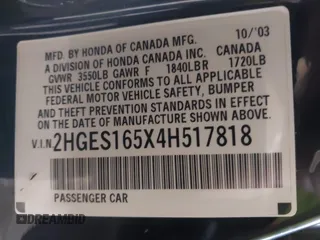 10/'03
MFD. BY HONDA OF CANADA MFG.
A DIVISION OF HONDA CANADA INC. CANADA
GVWR 3550LB GAWR F 1840LBR 1720LB
THIS VEHICLE CONFORMS TO ALL APPLICABLE
FEDERAL MOTOR VEHICLE SAFETY, BUMPER
AND THEFT PREVENTION STANDARDS IN
EFFECT ON THE DATE OF MANUFACTURE
SHOWN ABOVE.
V.I.N. 2HGES165X4H517818
PASSENGER CAR
DREAMBID